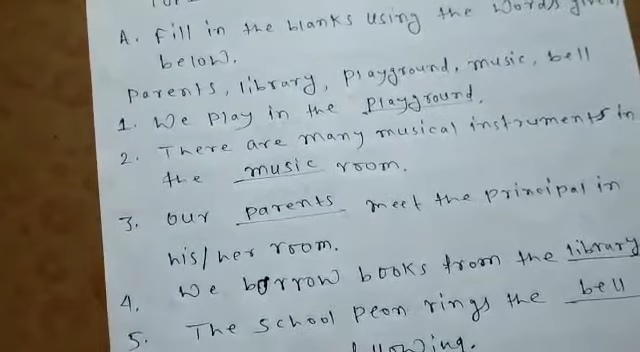 A. Fill in the blanks using the words given
below.
Parents, library, playground, music, bell
1. We play in the playground.
2. There are many musical instruments in
the music room.
3. Our parents meet the principal in
his/her room.
4. We borrow books from the library
5. The school peon rings the bell